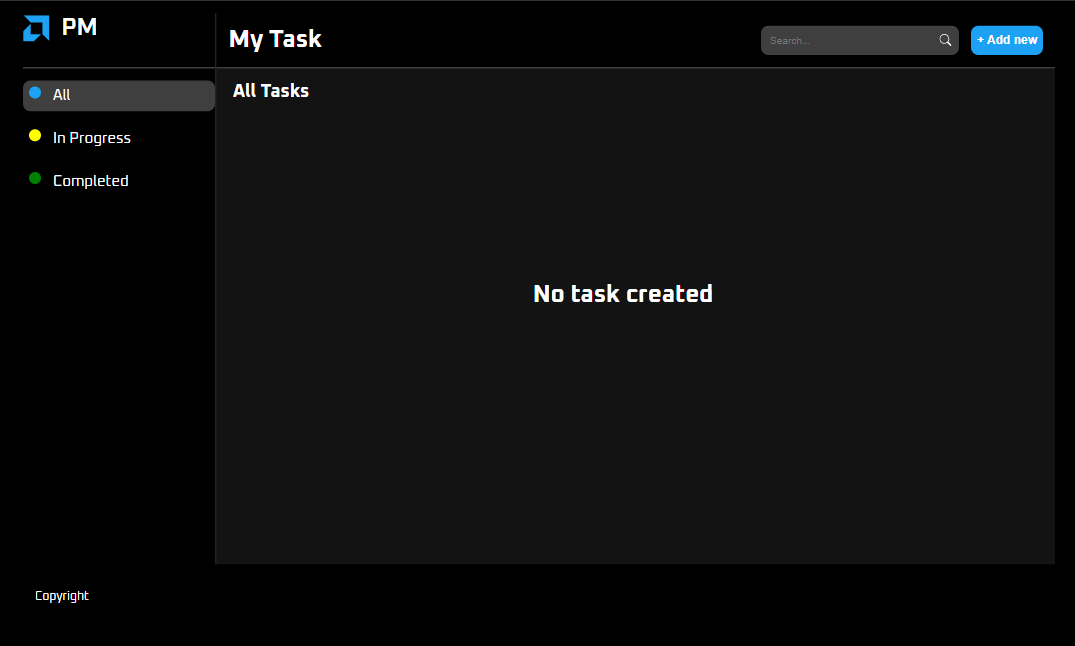 PM
My Task
Search...
+ Add new
All
In Progress
Completed
All Tasks
No task created
Copyright